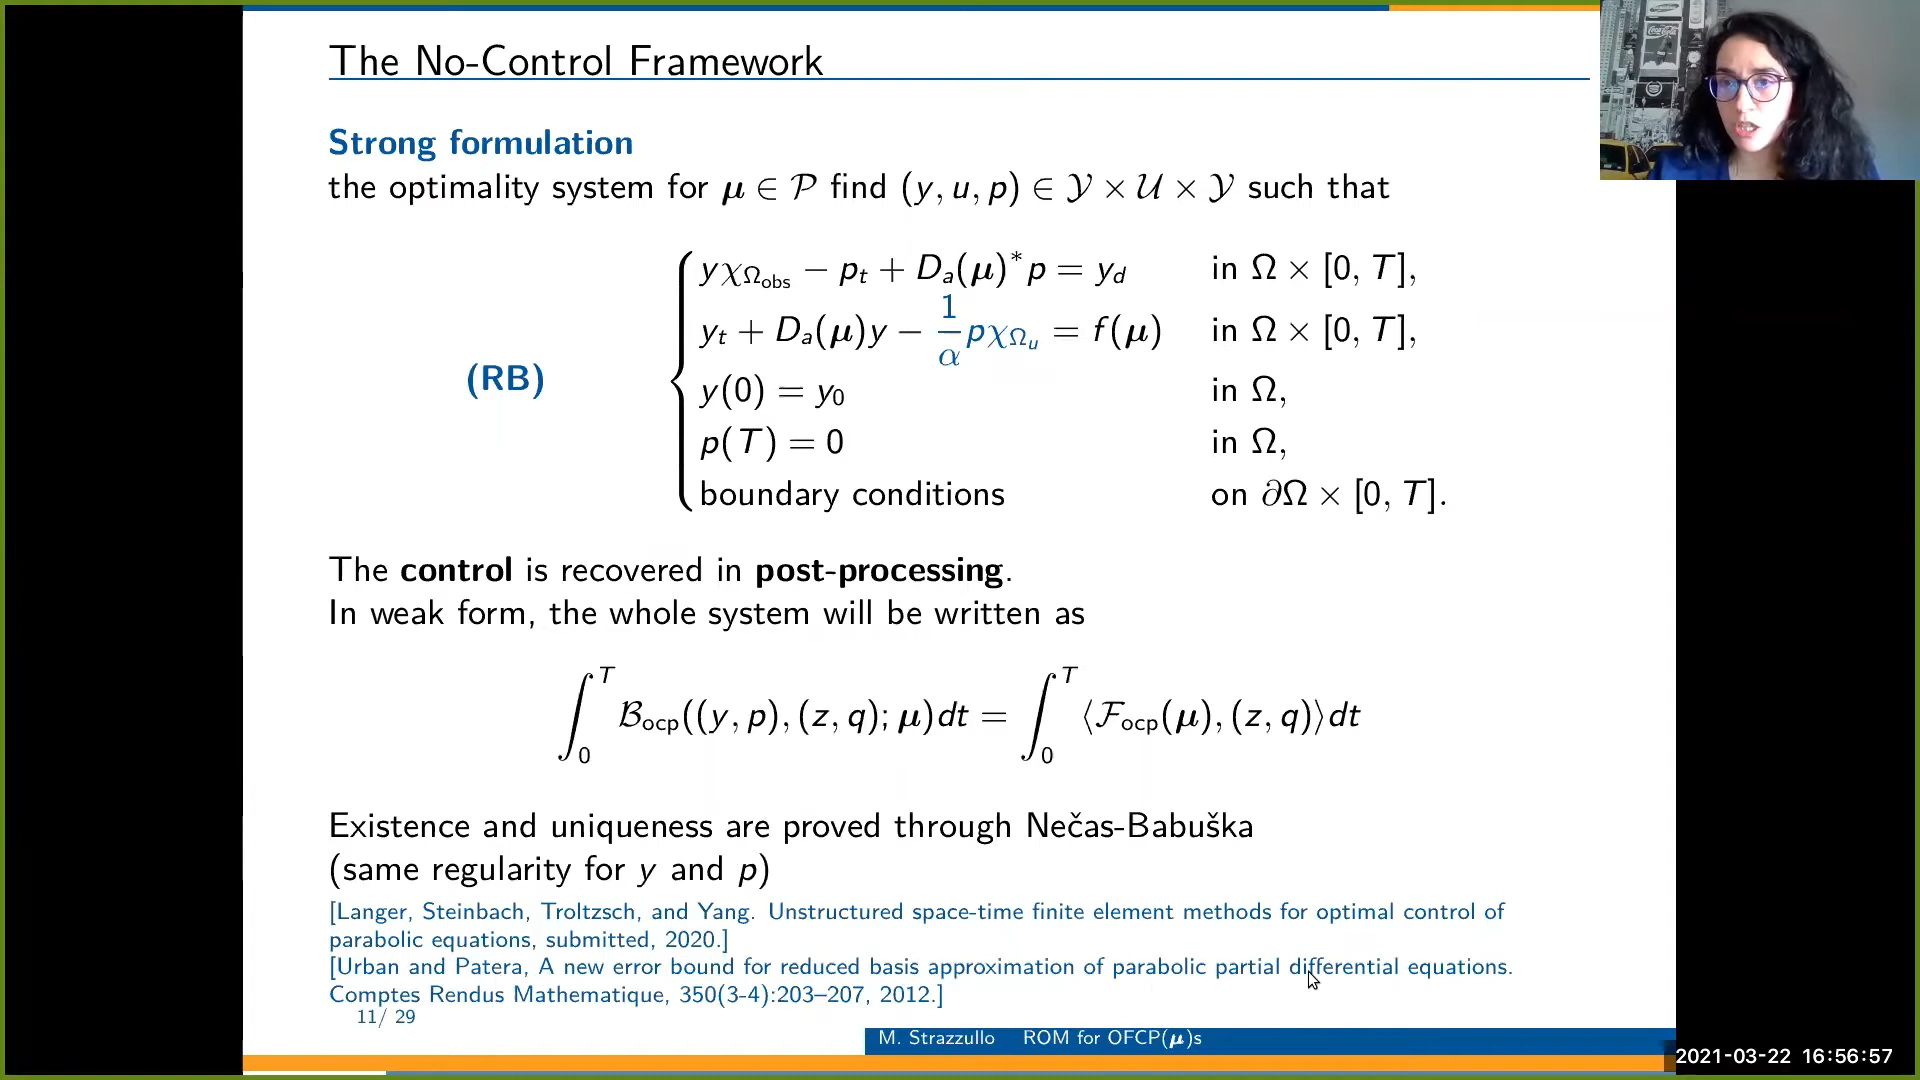 The No-Control Framework
Strong formulation
the optimality system for μ ∈ 𝒫 find (y, u, p) ∈ 𝒴 × 𝒰 × 𝒴 such that
yχ_{Ω_obs} − p_t + D_a(μ)*p = y_d in Ω × [0, T],
y_t + D_a(μ)y − \frac{1}{α} pχ_{Ω_u} = f(μ) in Ω × [0, T],
(RB)
y(0) = y_0 in Ω,
p(T) = 0 in Ω,
boundary conditions on ∂Ω × [0, T].
The control is recovered in post-processing.
In weak form, the whole system will be written as
∫_0^T ℬ_ocp((y, p), (z, q); μ)dt = ∫_0^T ⟨ℱ_ocp(μ), (z, q)⟩dt
Existence and uniqueness are proved through Nečas-Babuška
(same regularity for y and p)
[Langer, Steinbach, Troltzsch, and Yang. Unstructured space-time finite element methods for optimal control of
parabolic equations, submitted, 2020.]
[Urban and Patera, A new error bound for reduced basis approximation of parabolic partial differential equations.
Comptes Rendus Mathematique, 350(3-4):203–207, 2012.]
11/ 29
M. Strazzullo ROM for OFCP(μ)s
2021-03-22 16:56:57